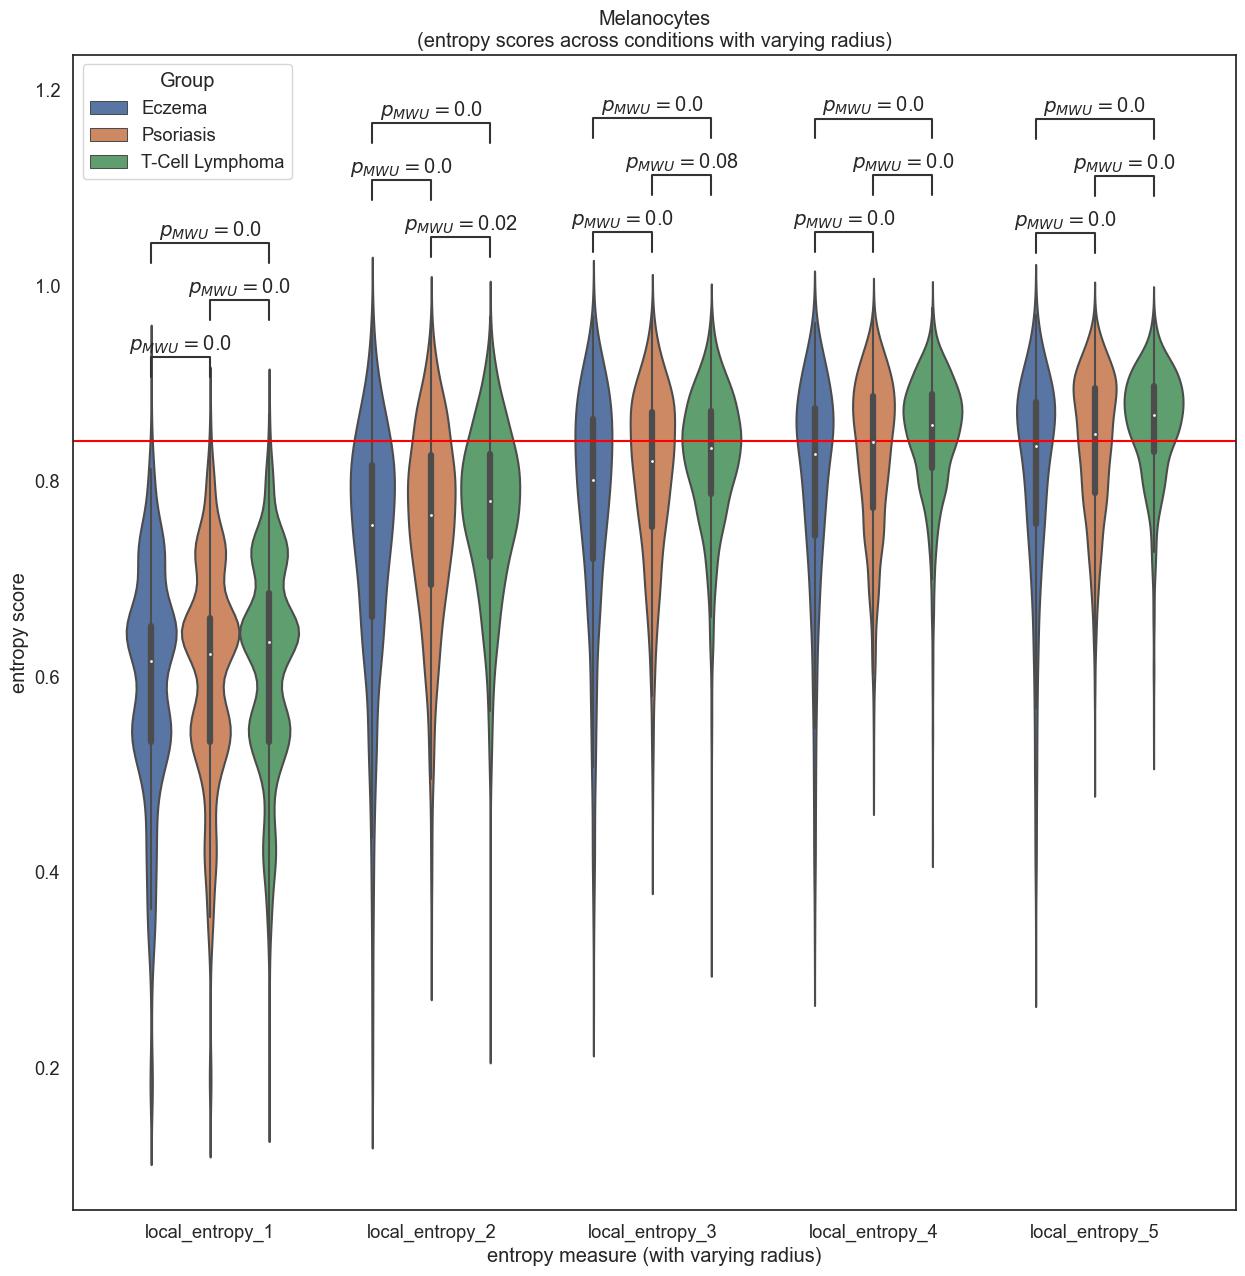 Melanocytes
(entropy scores across conditions with varying radius)
Group
Eczema
Psoriasis
T-Cell Lymphoma
p_MWU = 0.0
p_MWU = 0.0
p_MWU = 0.0
p_MWU = 0.0
p_MWU = 0.0
p_MWU = 0.02
p_MWU = 0.0
p_MWU = 0.08
p_MWU = 0.0
p_MWU = 0.0
p_MWU = 0.0
p_MWU = 0.0
p_MWU = 0.0
p_MWU = 0.0
p_MWU = 0.0
1.2
1.0
0.8
0.6
0.4
0.2
entropy score
local_entropy_1 local_entropy_2 local_entropy_3 local_entropy_4 local_entropy_5
entropy measure (with varying radius)